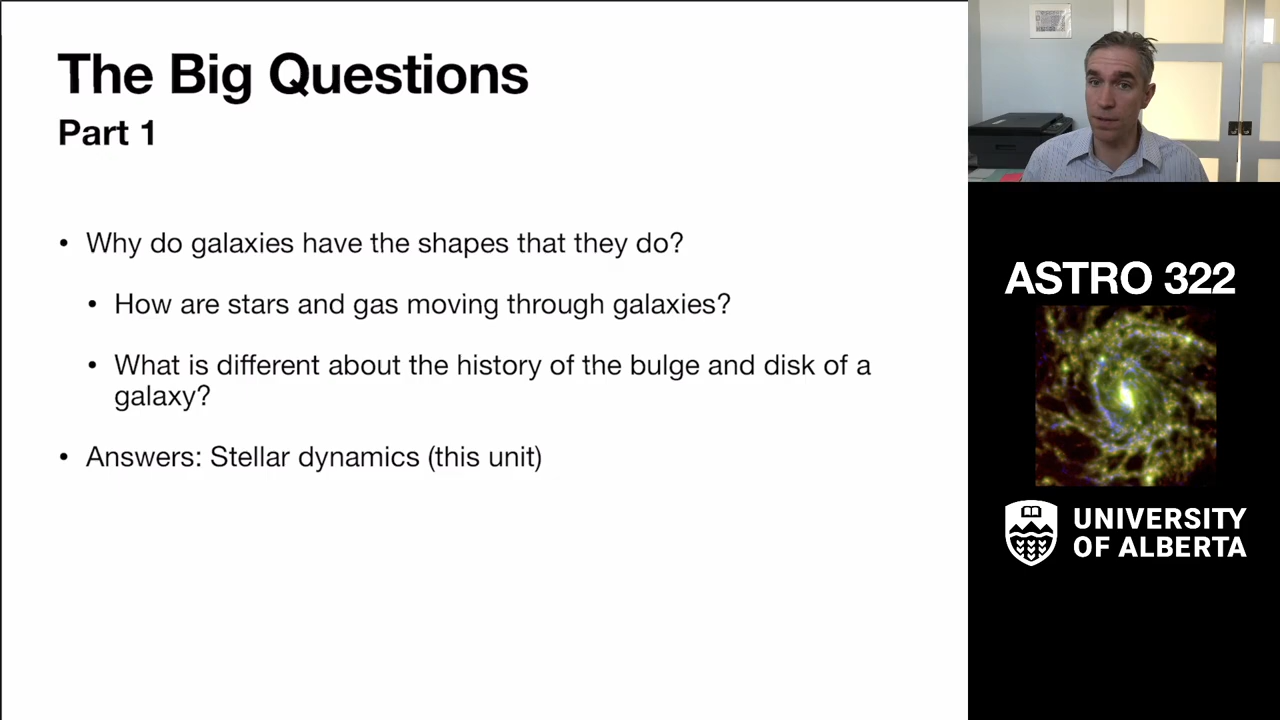 The Big Questions
Part 1
• Why do galaxies have the shapes that they do?
• How are stars and gas moving through galaxies?
• What is different about the history of the bulge and disk of a
galaxy?
• Answers: Stellar dynamics (this unit)
ASTRO 322
UNIVERSITY
OF ALBERTA